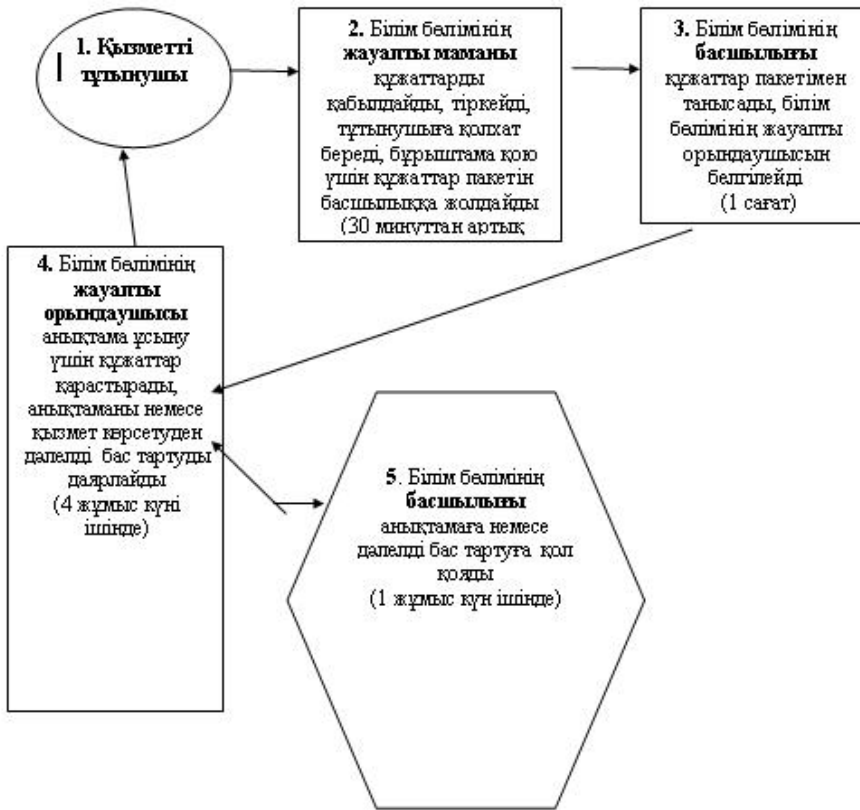 1. Қызметті
тұтынушы
2. Білім бөлімінің
жауапты маманы
құжаттарды
қабылдайды, тіркейді,
тұтынушыға қолхат
береді, бұрыштама қою
үшін құжаттар пакетін
басшылыққа жолдайды
(30 минуттан артық
3. Білім бөлімінің
басшылығы
құжаттар пакетімен
танысады, білім
бөлімінің жауапты
орындаушысын
белгілейді
(1 сағат)
4. Білім бөлімінің
жауапты
орындаушысы
анықтама ұсыну
үшін құжаттар
қарастырады,
анықтаманы немесе
қызмет көрсетуден
дәлелді бас тартуды
даярлайды
(4 жұмыс күні
ішінде)
5. Білім бөлімінің
басшылығы
анықтамаға немесе
дәлелді бас тартуға қол
қояды
(1 жұмыс күн ішінде)